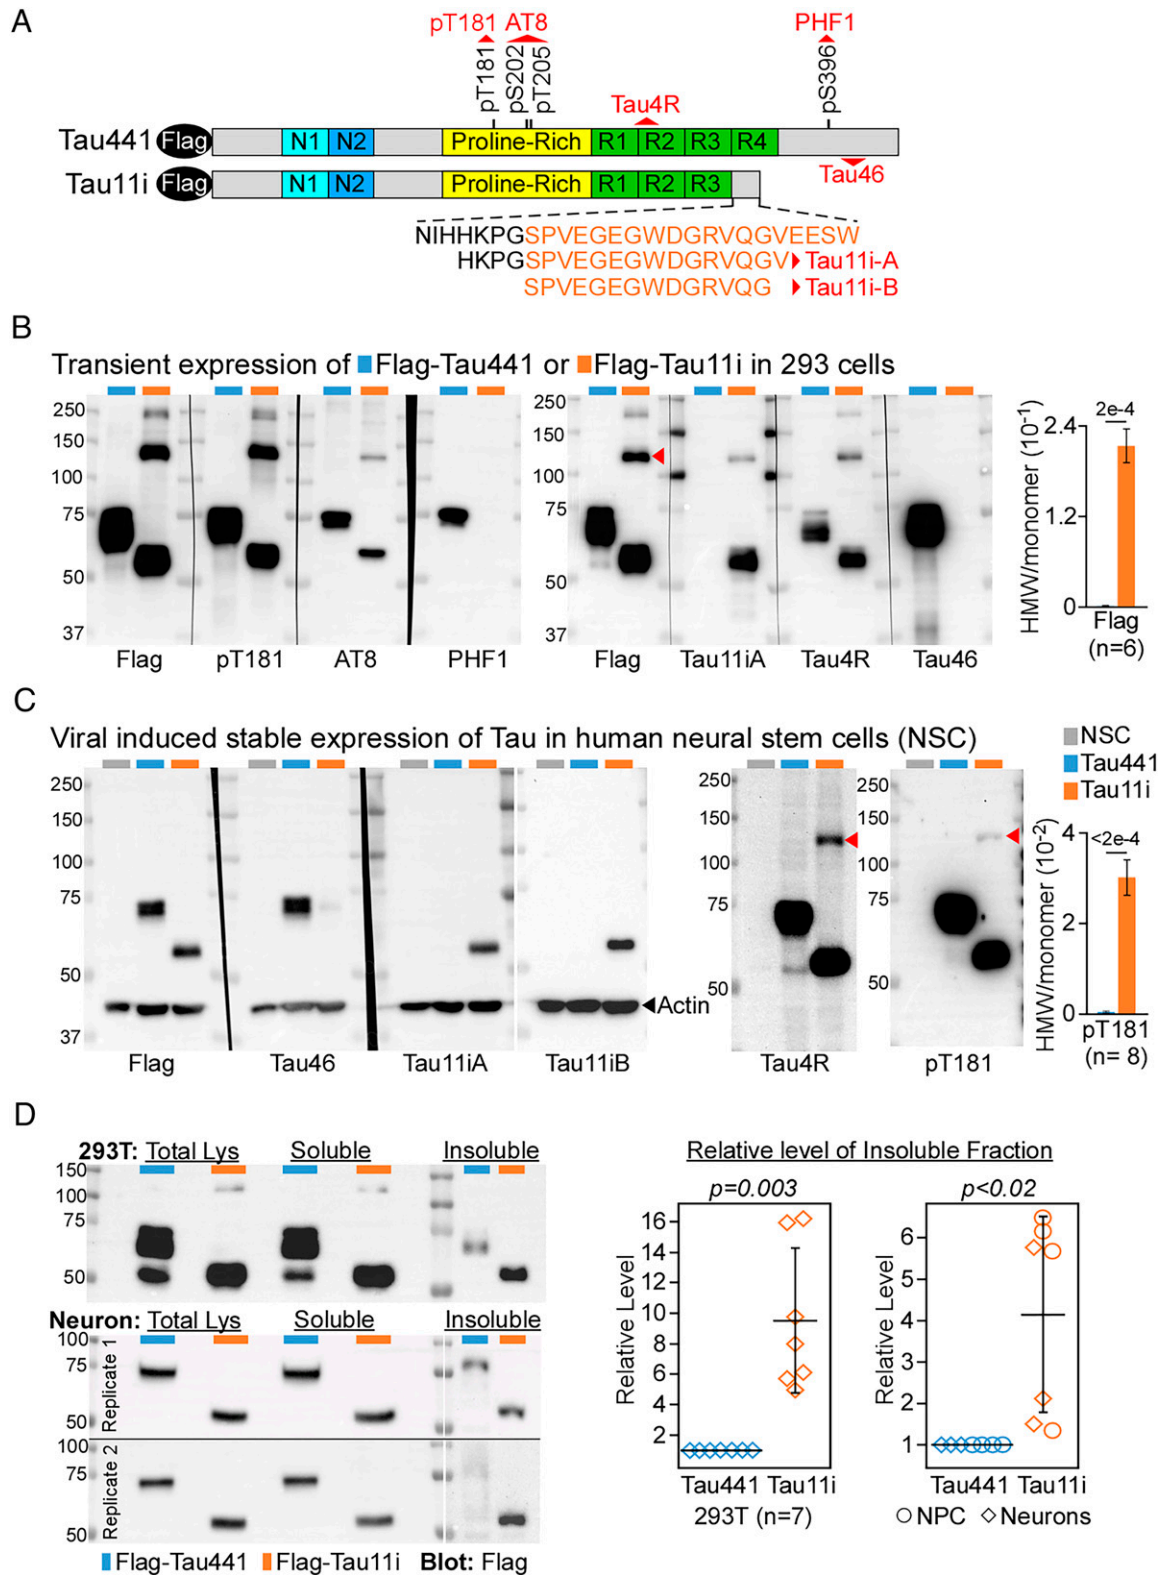 A
pT181 AT8 PHF1
pT181 pS202 pT205 pS396
Tau4R
Tau441 Flag N1 N2 Proline-Rich R1 R2 R3 R4
Tau46
Tau11i Flag N1 N2 Proline-Rich R1 R2 R3
NIHHKPGSPVEGEGWDGRVQGVEESW
HKPGSPVEGEGWDGRVQGV Tau11i-A
SPVEGEGWDGRVQG Tau11i-B
B
Transient expression of Flag-Tau441 or Flag-Tau11i in 293 cells
250
150
100
75
50
37
Flag pT181 AT8 PHF1
250
150
100
75
50
37
Flag Tau11iA Tau4R Tau46
HMW/monomer (10-1)
2.4
1.2
0
2e-4
Flag
(n=6)
C
Viral induced stable expression of Tau in human neural stem cells (NSC)
NSC
Tau441
Tau11i
250
150
100
75
50
37
Actin
Flag Tau46 Tau11iA Tau11iB
250
150
100
75
50
Tau4R
250
150
100
75
50
pT181
HMW/monomer (10-2)
4
2
0
<2e-4
pT181
(n= 8)
D
293T: Total Lys Soluble Insoluble
150
100
75
50
Neuron: Total Lys Soluble Insoluble
Replicate 1
100
75
50
Replicate 2
100
75
50
Flag-Tau441 Flag-Tau11i Blot: Flag
Relative level of Insoluble Fraction
p=0.003
Relative Level
16
14
12
10
8
6
4
2
Tau441 Tau11i
293T (n=7)
p<0.02
Relative Level
6
5
4
3
2
1
Tau441 Tau11i
NPC Neurons